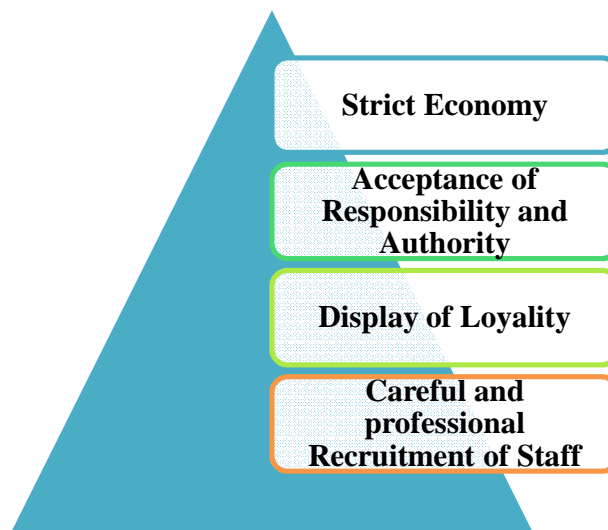 Strict Economy
Acceptance of
Responsibility and
Authority
Display of Loyality
Careful and
professional
Recruitment of Staff